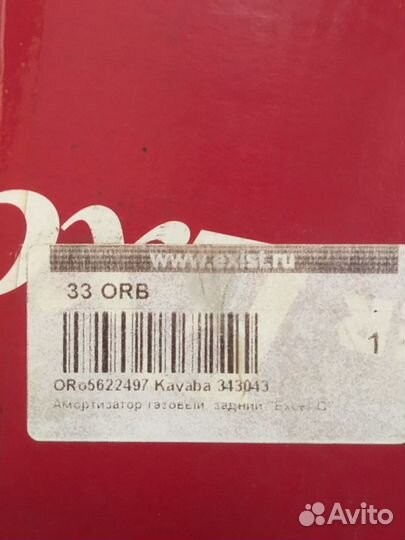 www.exist.ru
33 ORB
1
ORo5622497 Kayaba 343043
Амортизатор газовый, задний "Excel-G"
Avito